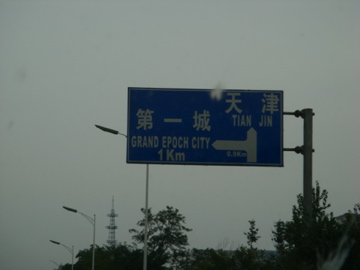 天津
TIAN JIN
第一城
GRAND EPOCH CITY
1Km